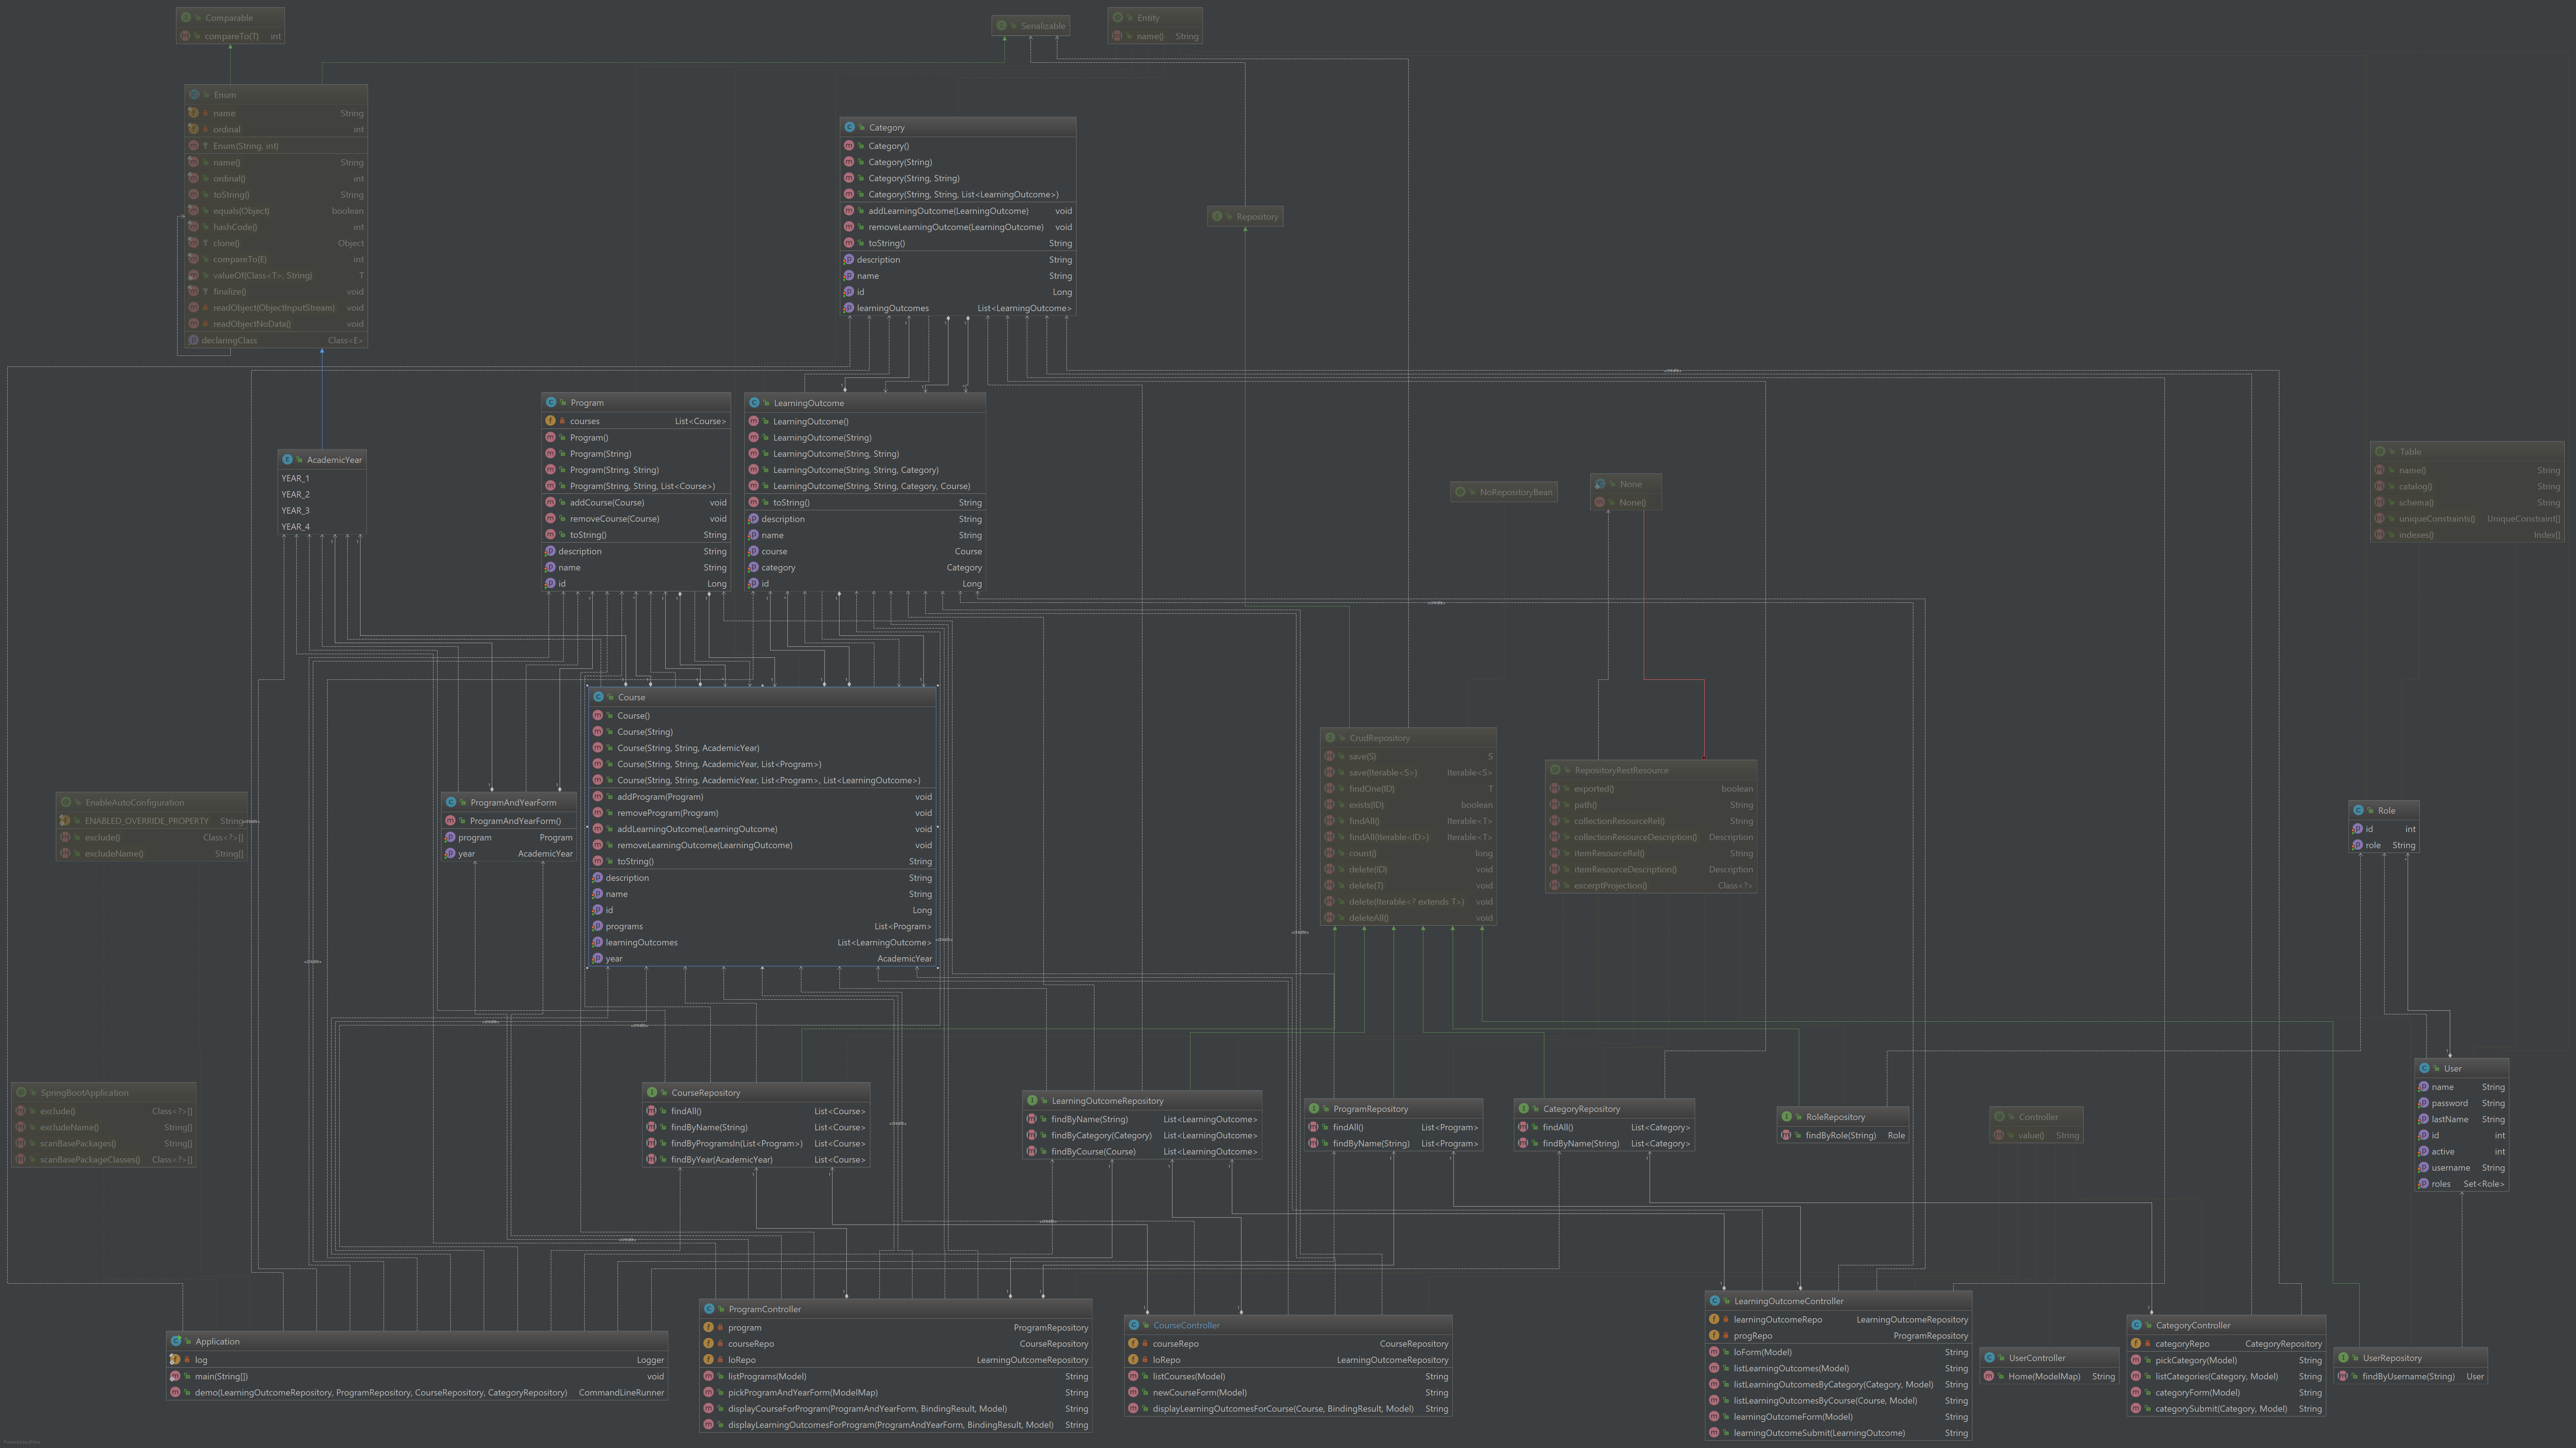 Comparable
compareTo(T) int
Serializable
Entity
name() String
Enum
name String
ordinal int
Enum(String, int)
name() String
ordinal() int
toString() String
equals(Object) boolean
hashCode() int
clone() Object
compareTo(E) int
valueOf(Class<T>, String) T
finalize() void
readObject(ObjectInputStream) void
readObjectNoData() void
declaringClass Class<E>
Category
Category()
Category(String)
Category(String, String)
Category(String, String, List<LearningOutcome>)
addLearningOutcome(LearningOutcome) void
removeLearningOutcome(LearningOutcome) void
toString() String
description String
name String
id Long
learningOutcomes List<LearningOutcome>
Repository
Program
courses List<Course>
Program()
Program(String)
Program(String, String)
Program(String, String, List<Course>)
addCourse(Course) void
removeCourse(Course) void
toString() String
description String
name String
id Long
LearningOutcome
LearningOutcome()
LearningOutcome(String)
LearningOutcome(String, String)
LearningOutcome(String, String, Category)
LearningOutcome(String, String, Category, Course)
toString() String
description String
name String
course Course
category Category
id Long
AcademicYear
YEAR_1
YEAR_2
YEAR_3
YEAR_4
NoRepositoryBean
None
None()
Table
name() String
catalog() String
schema() String
uniqueConstraints() UniqueConstraint[]
indexes() Index[]
Course
Course()
Course(String)
Course(String, String, AcademicYear)
Course(String, String, AcademicYear, List<Program>)
Course(String, String, AcademicYear, List<Program>, List<LearningOutcome>)
addProgram(Program) void
removeProgram(Program) void
addLearningOutcome(LearningOutcome) void
removeLearningOutcome(LearningOutcome) void
toString() String
description String
name String
id Long
programs List<Program>
learningOutcomes List<LearningOutcome>
year AcademicYear
EnableAutoConfiguration
ENABLED_OVERRIDE_PROPERTY String
exclude() Class<?>[]
excludeName() String[]
ProgramAndYearForm
ProgramAndYearForm()
program Program
year AcademicYear
CrudRepository
save(S) S
save(Iterable<S>) Iterable<S>
findOne(ID) T
exists(ID) boolean
findAll() Iterable<T>
findAll(Iterable<ID>) Iterable<T>
count() long
delete(ID) void
delete(T) void
delete(Iterable<? extends T>) void
deleteAll() void
RepositoryRestResource
exported() boolean
path() String
collectionResourceRel() String
collectionResourceDescription() Description
itemResourceRel() String
itemResourceDescription() Description
excerptProjection() Class<?>
Role
id int
role String
SpringBootApplication
exclude() Class<?>[]
excludeName() String[]
scanBasePackages() String[]
scanBasePackageClasses() Class<?>[]
CourseRepository
findAll() List<Course>
findByName(String) List<Course>
findByProgramsIn(List<Program>) List<Course>
findByYear(AcademicYear) List<Course>
LearningOutcomeRepository
findByName(String) List<LearningOutcome>
findByCategory(Category) List<LearningOutcome>
findByCourse(Course) List<LearningOutcome>
ProgramRepository
findAll() List<Program>
findByName(String) List<Program>
CategoryRepository
findAll() List<Category>
findByName(String) List<Category>
RoleRepository
findByRole(String) Role
Controller
value() String
User
name String
password String
lastName String
id int
active int
username String
roles Set<Role>
Application
log Logger
main(String[]) void
demo(LearningOutcomeRepository, ProgramRepository, CourseRepository, CategoryRepository) CommandLineRunner
ProgramController
program ProgramRepository
courseRepo CourseRepository
loRepo LearningOutcomeRepository
listPrograms(Model) String
pickProgramAndYearForm(ModelMap) String
displayCourseForProgram(ProgramAndYearForm, BindingResult, Model) String
displayLearningOutcomesForProgram(ProgramAndYearForm, BindingResult, Model) String
CourseController
courseRepo CourseRepository
loRepo LearningOutcomeRepository
listCourses(Model) String
newCourseForm(Model) String
displayLearningOutcomesForCourse(Course, BindingResult, Model) String
LearningOutcomeController
learningOutcomeRepo LearningOutcomeRepository
progRepo ProgramRepository
loForm(Model) String
listLearningOutcomes(Model) String
listLearningOutcomesByCategory(Category, Model) String
listLearningOutcomesByCourse(Course, Model) String
learningOutcomeForm(Model) String
learningOutcomeSubmit(LearningOutcome) String
UserController
Home(ModelMap) String
CategoryController
categoryRepo CategoryRepository
pickCategory(Model) String
listCategories(Category, Model) String
categoryForm(Model) String
categorySubmit(Category, Model) String
UserRepository
findByUsername(String) User